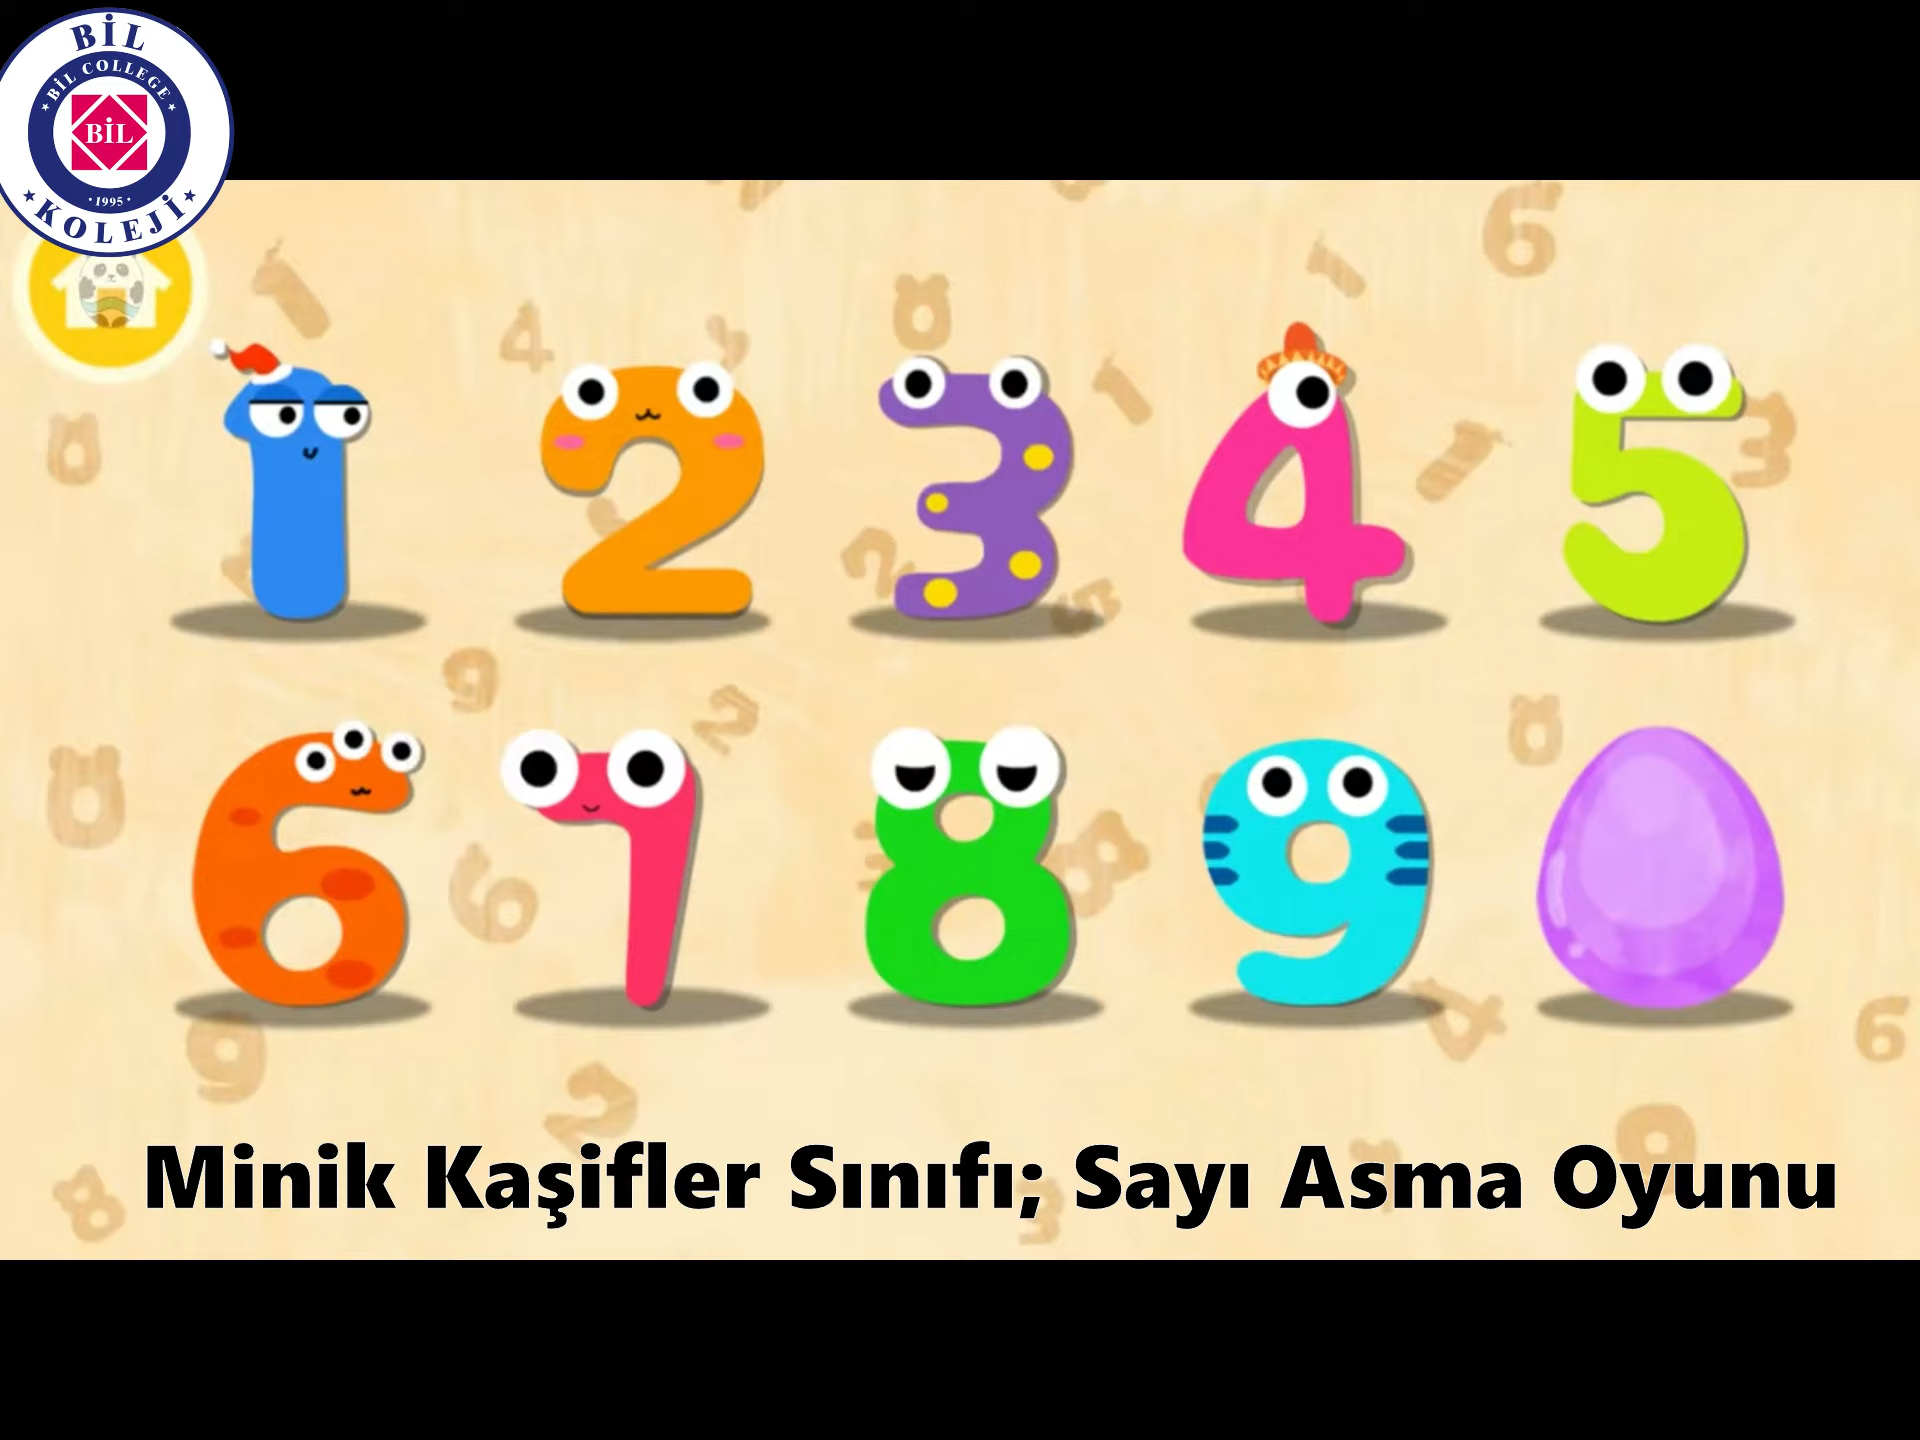 BİL
BİL COLLEGE
BİL
1995
KOLEJİ
1 2 3 4 5
6 7 8 9
Minik Kaşifler Sınıfı; Sayı Asma Oyunu